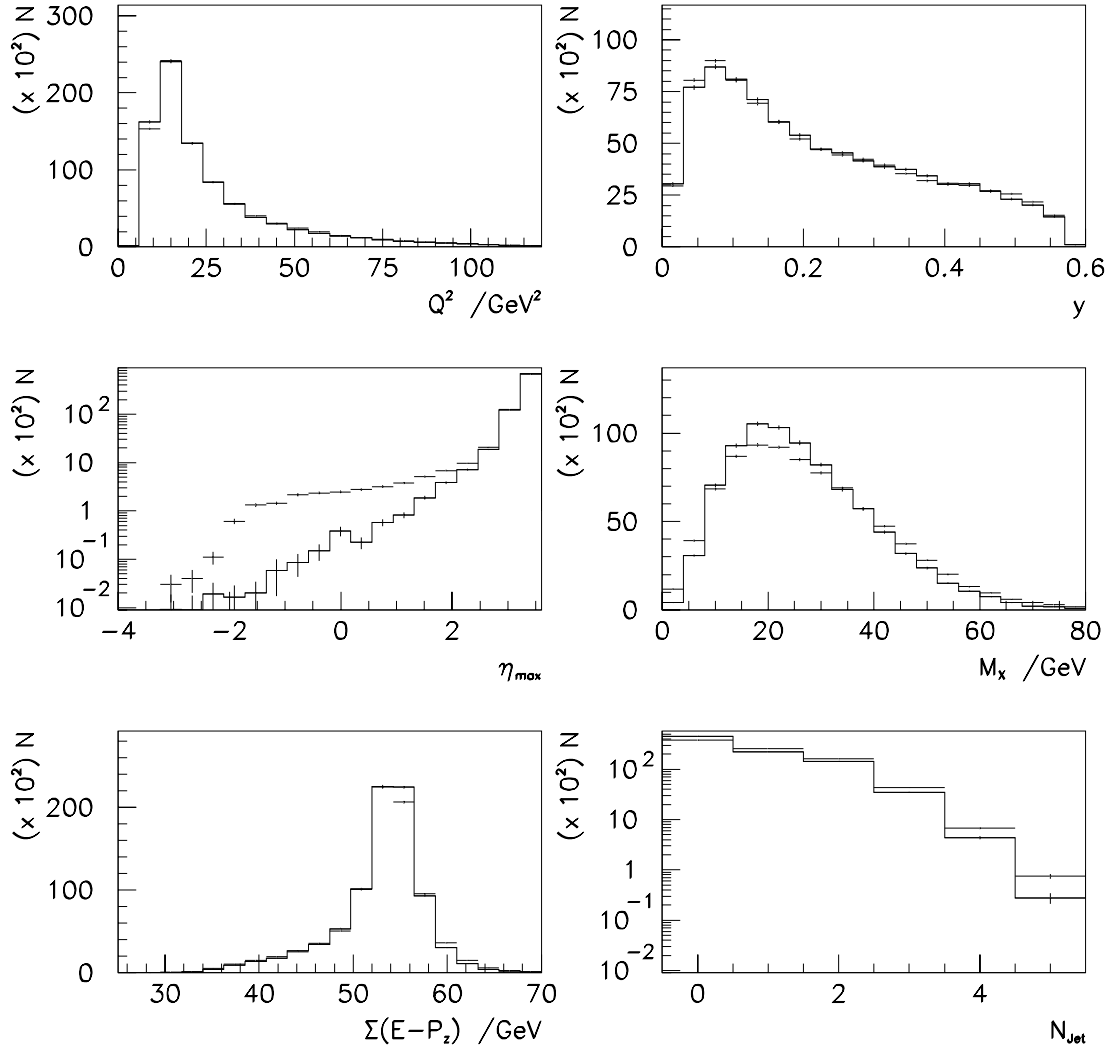 (x 10²) N
300
200
100
0
0 25 50 75 100
Q² /GeV²
(x 10²) N
100
75
50
25
0
0 0.2 0.4 0.6
y
(x 10²) N
10²
10
1
10⁻¹
10⁻²
−4 −2 0 2
ηmax
(x 10²) N
100
50
0
0 20 40 60 80
Mₓ /GeV
(x 10²) N
200
100
0
30 40 50 60 70
Σ(E−P_z) /GeV
(x 10²) N
10²
10
1
10⁻¹
10⁻²
0 2 4
N_Jet